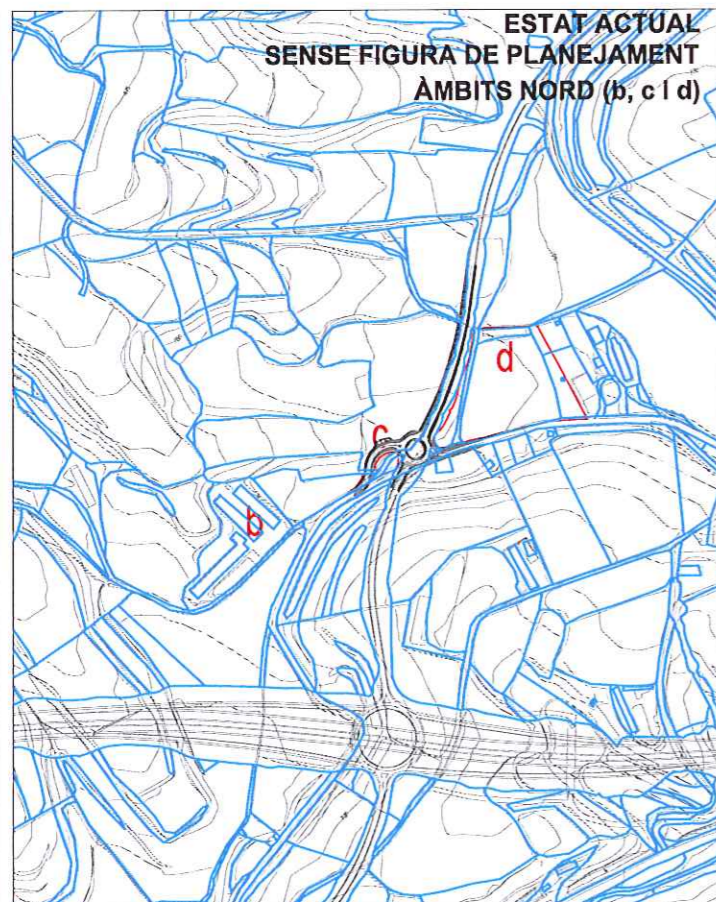 ESTAT ACTUAL
SENSE FIGURA DE PLANEJAMENT
ÀMBITS NORD (b, c i d)
d
c
b